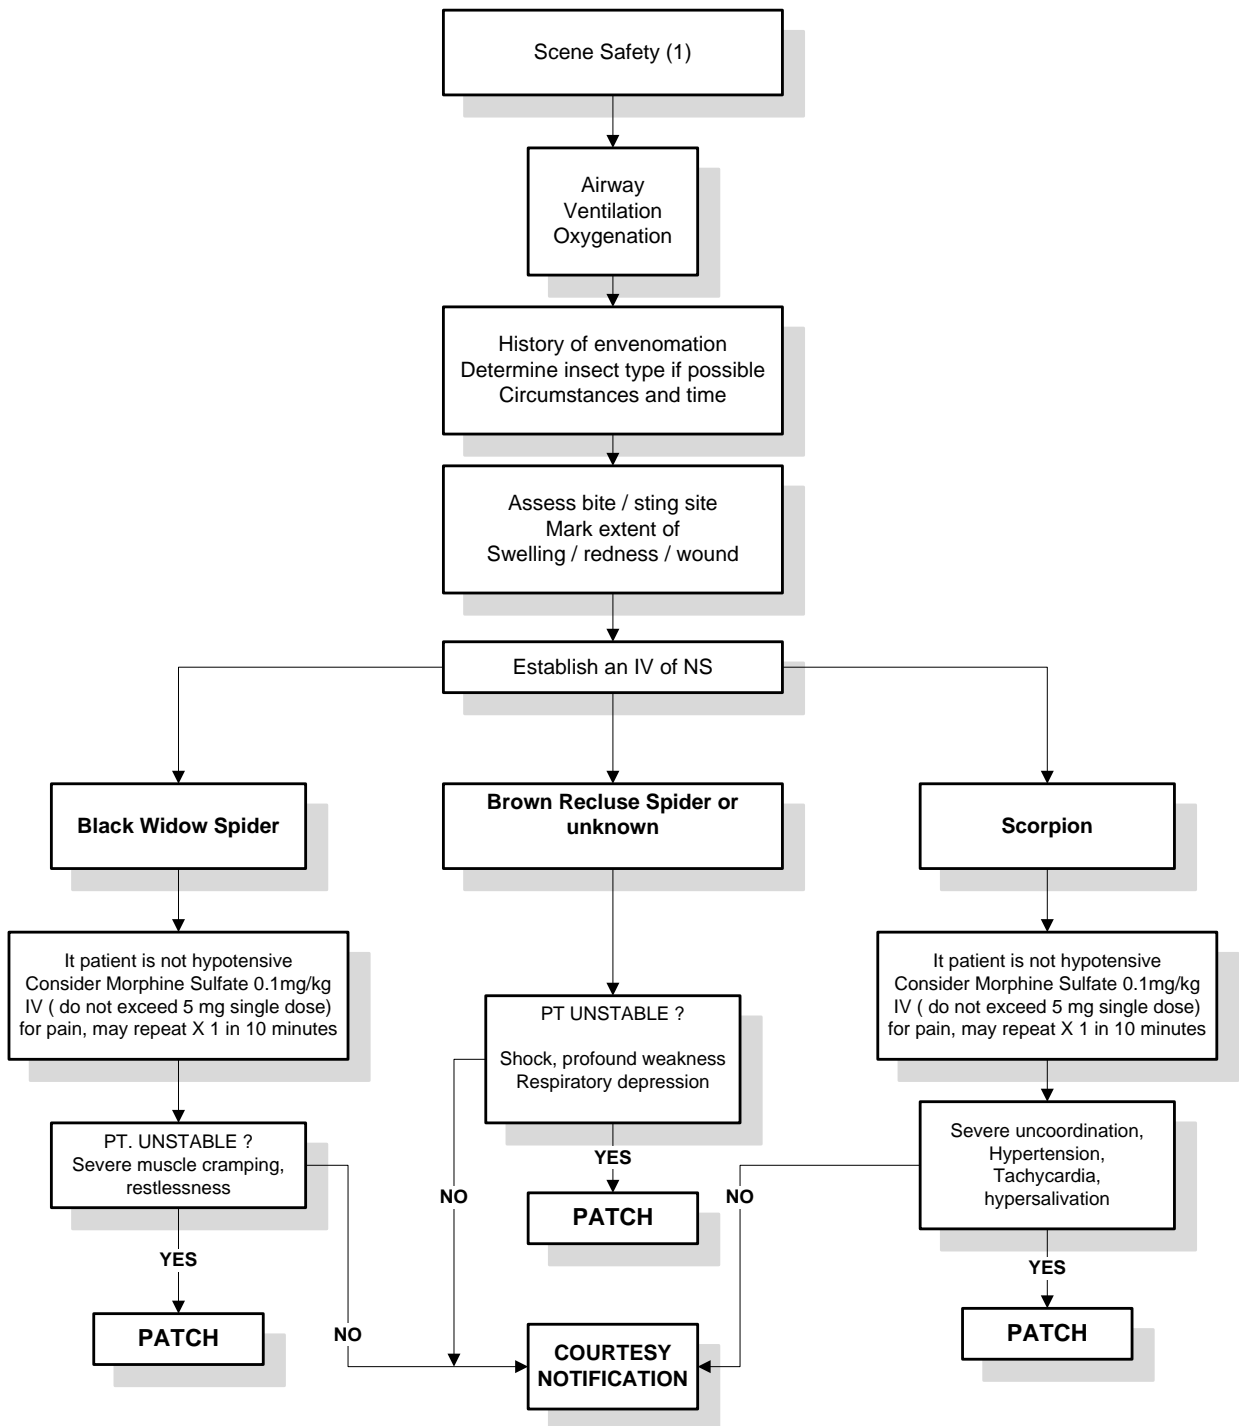 Scene Safety (1)
Airway
Ventilation
Oxygenation
History of envenomation
Determine insect type if possible
Circumstances and time
Assess bite / sting site
Mark extent of
Swelling / redness / wound
Establish an IV of NS
Black Widow Spider
Brown Recluse Spider or
unknown
Scorpion
It patient is not hypotensive
Consider Morphine Sulfate 0.1mg/kg
IV ( do not exceed 5 mg single dose)
for pain, may repeat X 1 in 10 minutes
PT UNSTABLE ?
Shock, profound weakness
Respiratory depression
It patient is not hypotensive
Consider Morphine Sulfate 0.1mg/kg
IV ( do not exceed 5 mg single dose)
for pain, may repeat X 1 in 10 minutes
PT. UNSTABLE ?
Severe muscle cramping,
restlessness
Severe uncoordination,
Hypertension,
Tachycardia,
hypersalivation
YES
NO
NO
PATCH
YES
YES
PATCH
NO
PATCH
COURTESY
NOTIFICATION